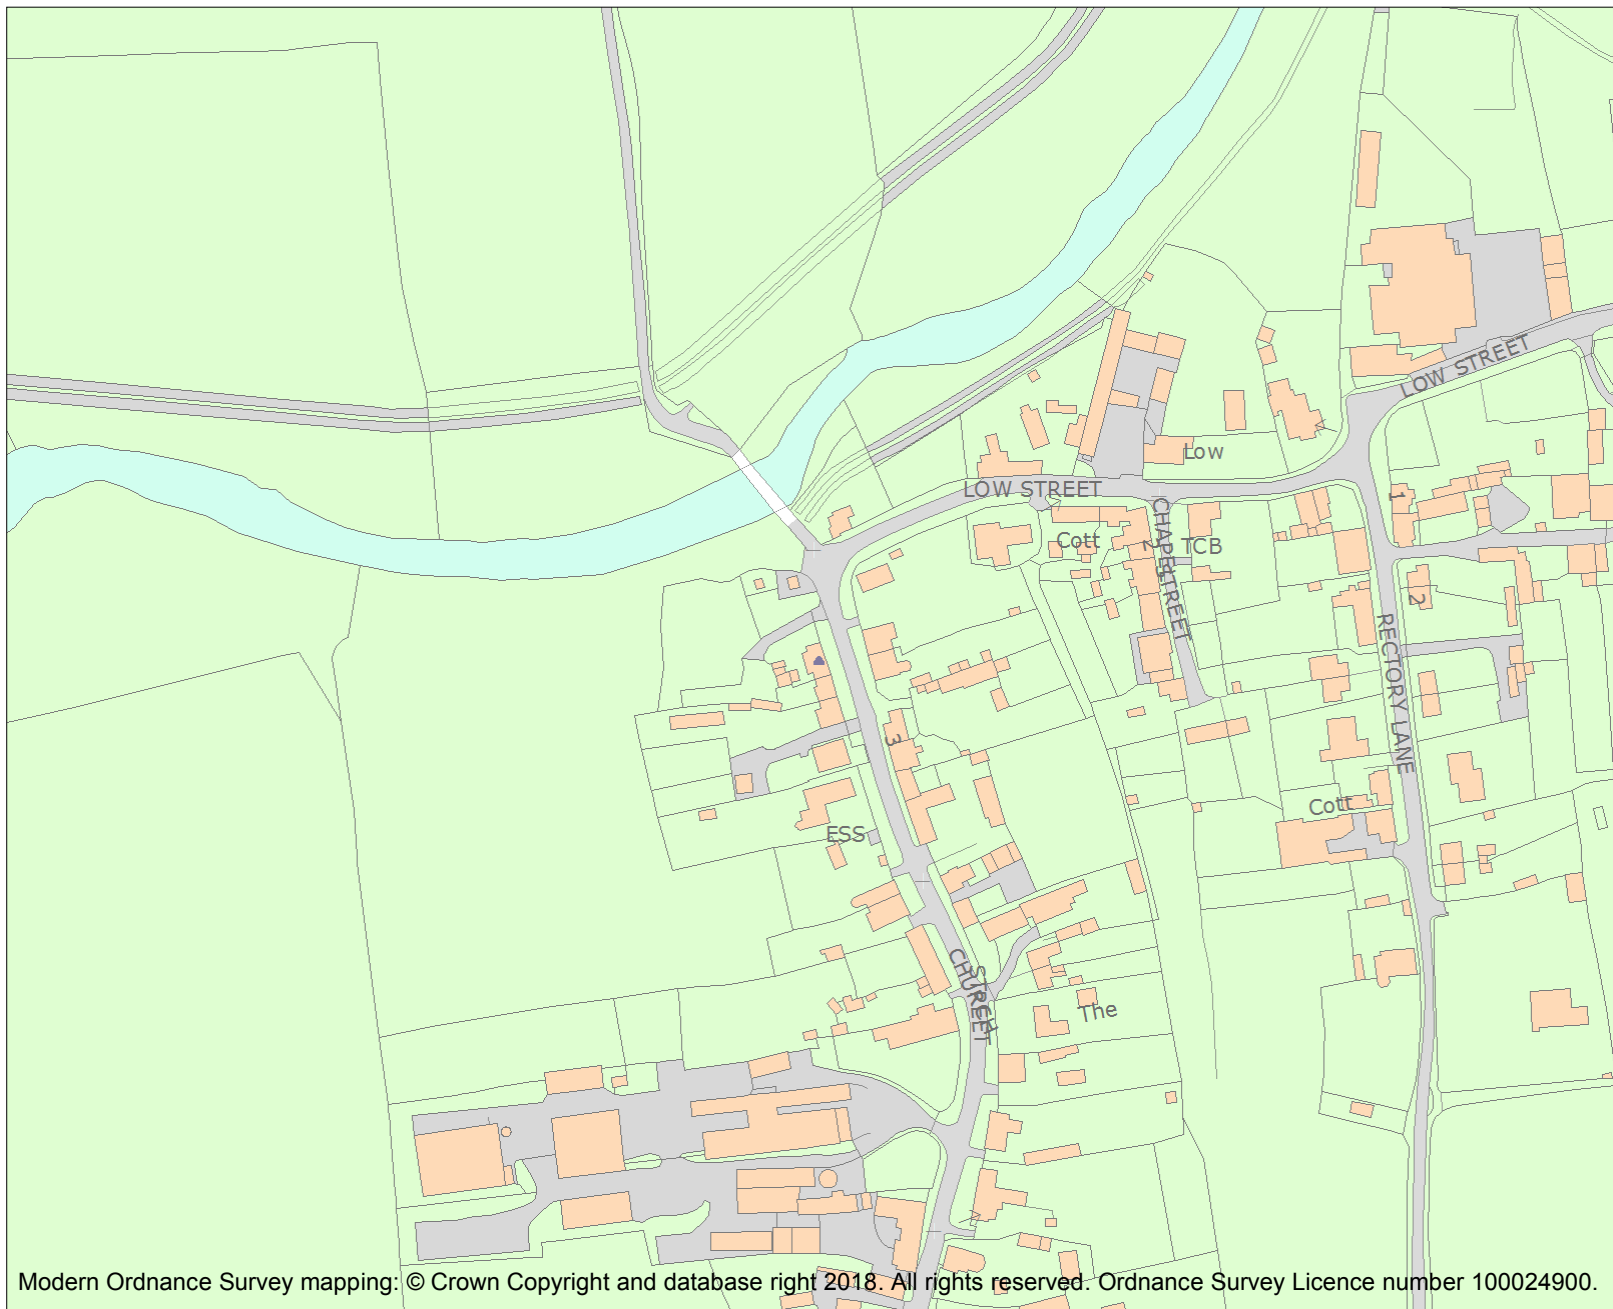 LOW STREET
Low
LOW STREET
1
CHAPEL STREET
Cott
2
TCB
2
RECTORY LANE
3
Cott
ESS
CHURCH STREET
The
Modern Ordnance Survey mapping: © Crown Copyright and database right 2018. All rights reserved. Ordnance Survey Licence number 100024900.